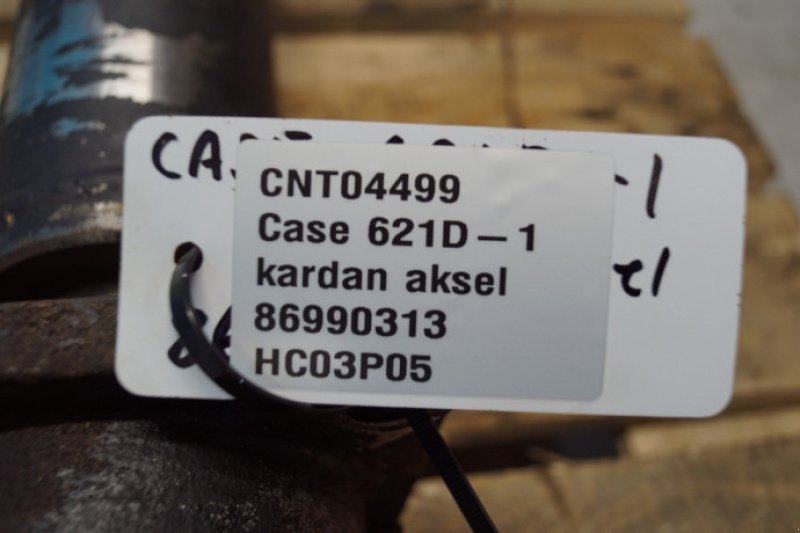 CNT04499
Case 621D – 1
kardan aksel
86990313
HC03P05